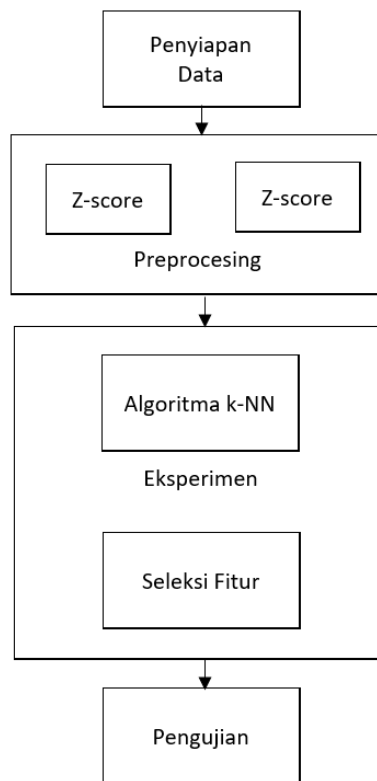 Penyiapan
Data
Z-score
Z-score
Preprocesing
Algoritma k-NN
Eksperimen
Seleksi Fitur
Pengujian